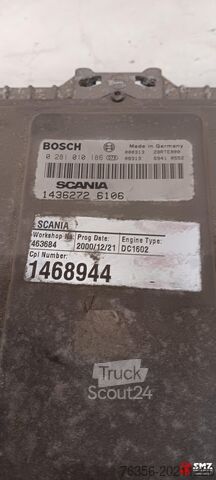 BOSCH
Made in Germany
0 281 010 186
SCANIA
1436272 6106
SCANIA
Workshop No:
463684
Prog Date:
2000/12/21
Engine Type:
DC1602
Cpl Number:
1468944
Truck
Scout24
SMZ